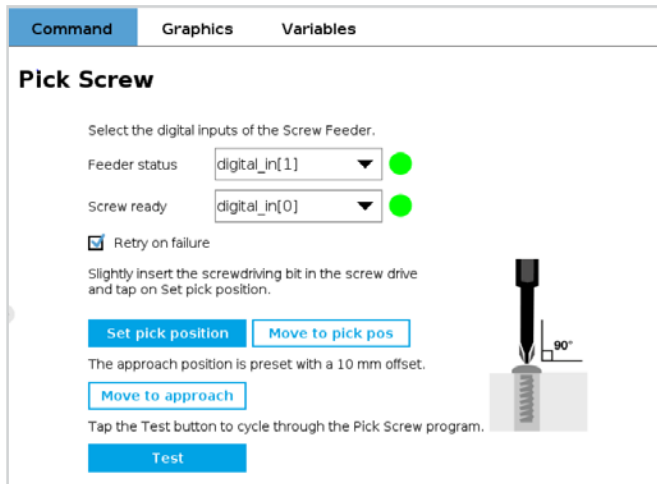 Command Graphics Variables
Pick Screw
Select the digital inputs of the Screw Feeder.
Feeder status digital_in[1]
Screw ready digital_in[0]
Retry on failure
Slightly insert the screwdriving bit in the screw drive
and tap on Set pick position.
Set pick position Move to pick pos
90°
The approach position is preset with a 10 mm offset.
Move to approach
Tap the Test button to cycle through the Pick Screw program.
Test